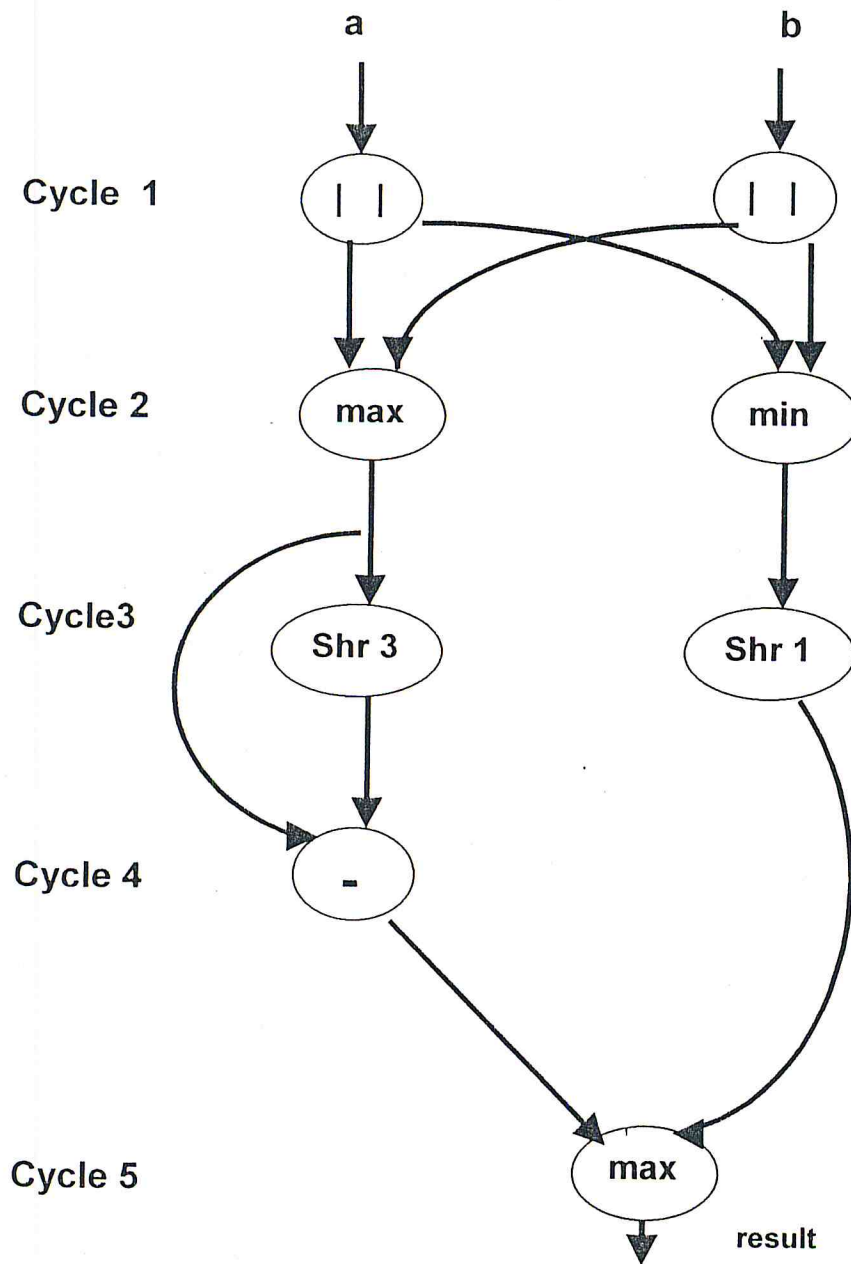 a b
Cycle 1 | | | |
Cycle 2 max min
Cycle3 Shr 3 Shr 1
Cycle 4 -
Cycle 5 max
result